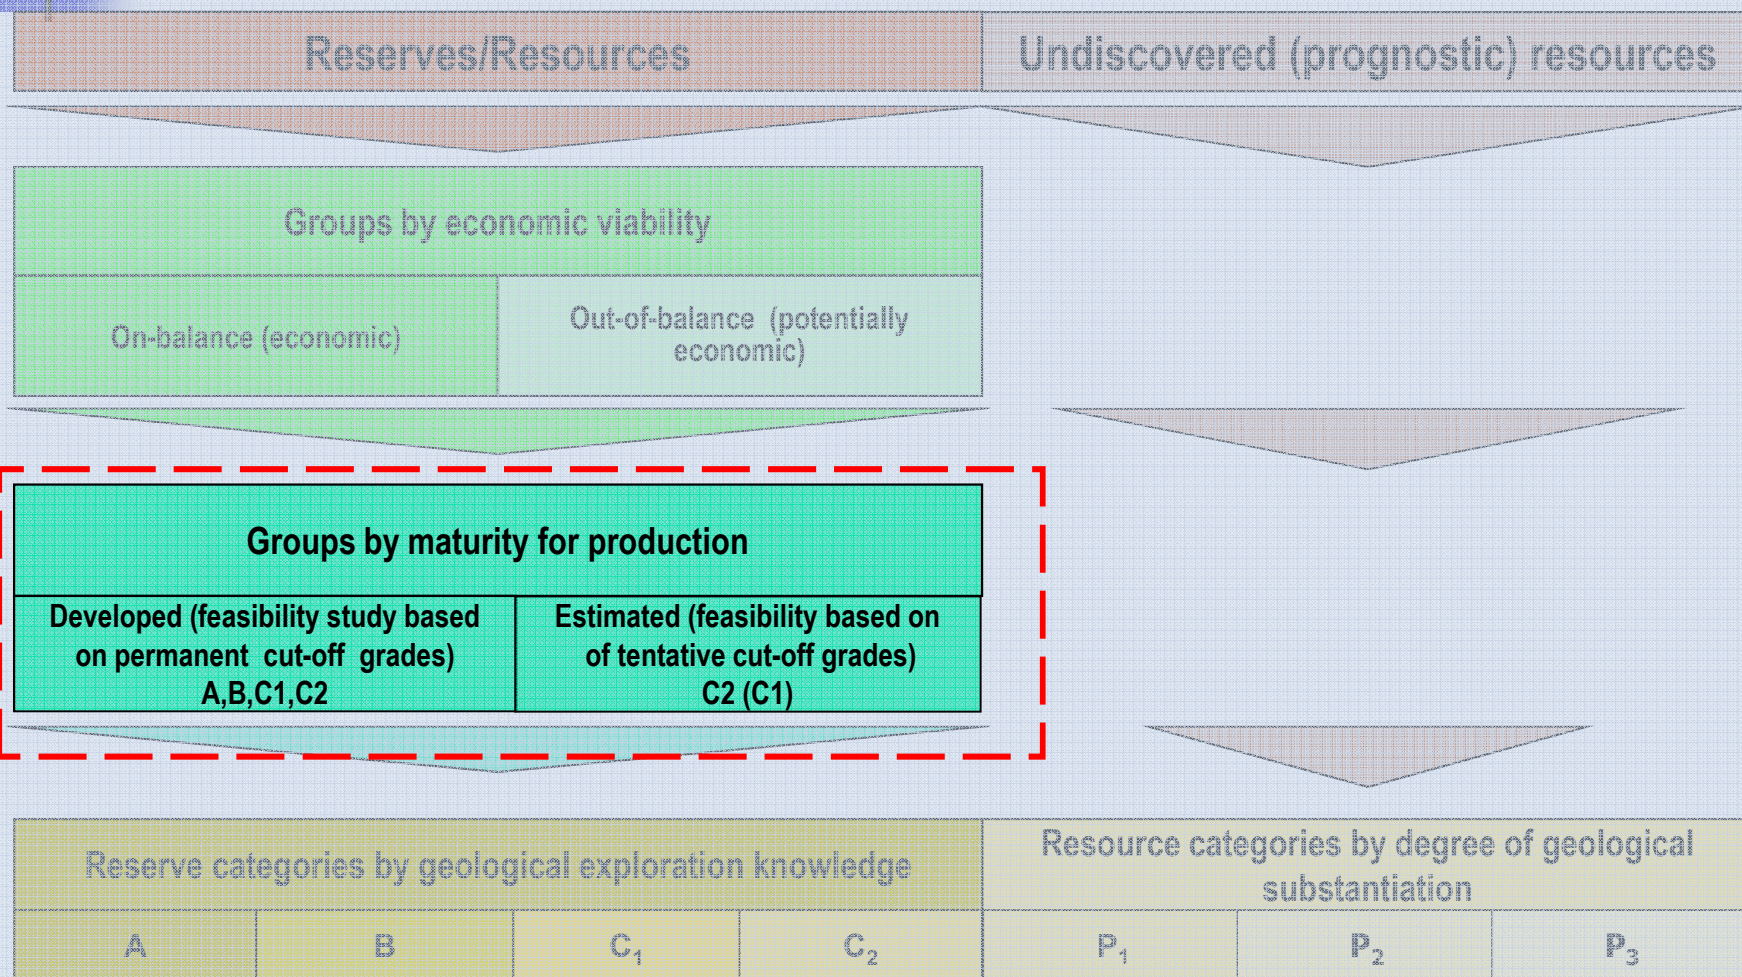 Reserves/Resources
Undiscovered (prognostic) resources
Groups by economic viability
On-balance (economic)
Out-of-balance (potentially
economic)
Groups by maturity for production
Developed (feasibility study based
on permanent cut-off grades)
A,B,C1,C2
Estimated (feasibility based on
of tentative cut-off grades)
C2 (C1)
Reserve categories by geological exploration knowledge
Resource categories by degree of geological
substantiation
A B C₁ C₂ P₁ P₂ P₃